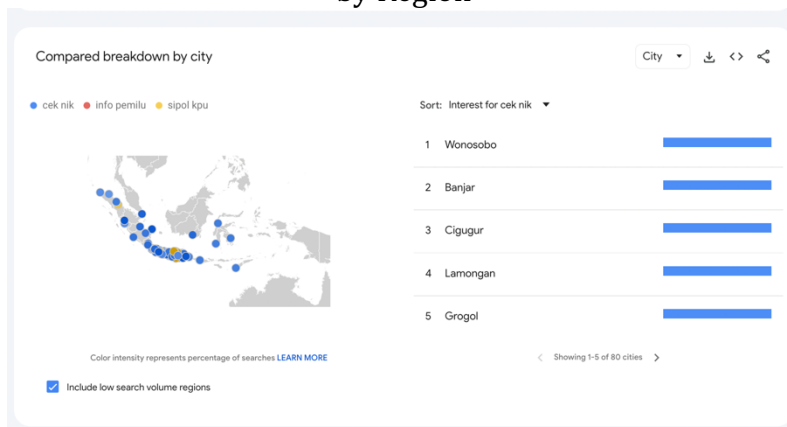 by Region
Compared breakdown by city
City
cek nik
info pemilu
sipol kpu
Sort: Interest for cek nik
1 Wonosobo
2 Banjar
3 Cigugur
4 Lamongan
5 Grogol
Color intensity represents percentage of searches LEARN MORE
Showing 1-5 of 80 cities
Include low search volume regions